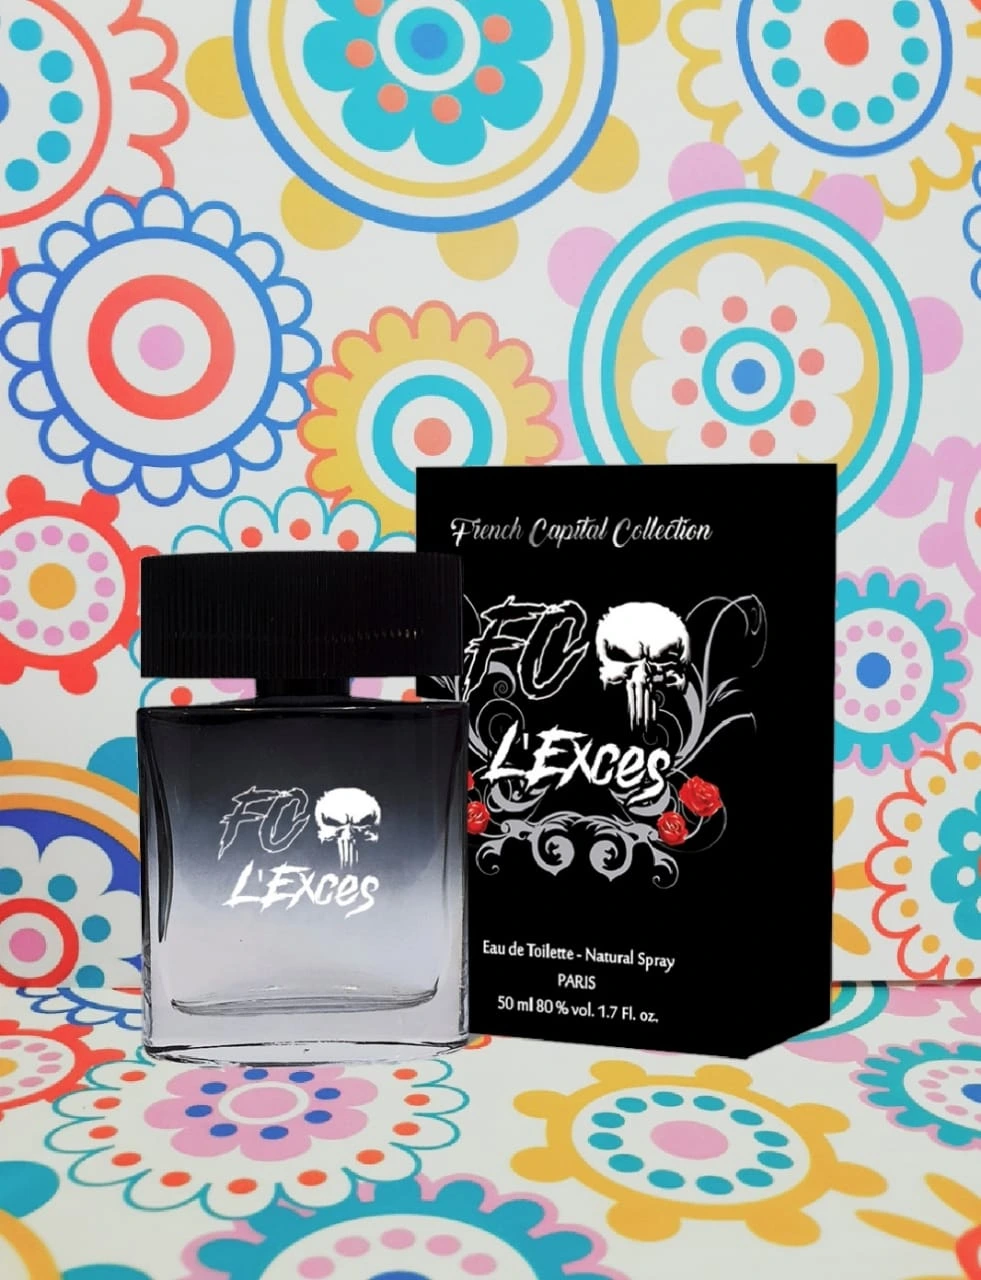 French Capital Collection
FC
L'Exces
Eau de Toilette - Natural Spray
PARIS
50 ml 80 % vol. 1.7 Fl. oz.
FC
L'Exces